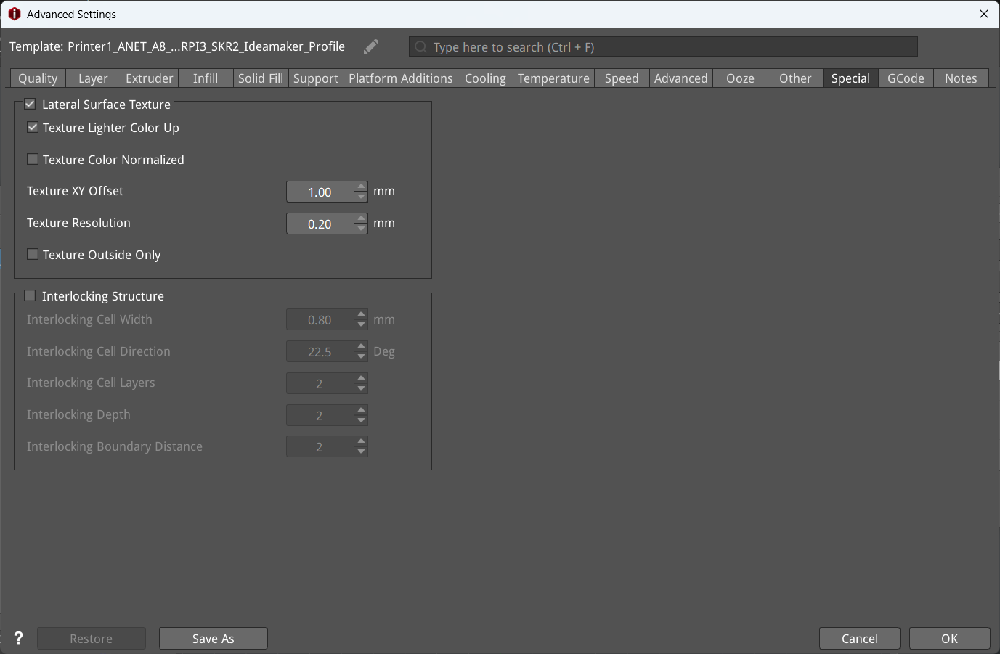 Advanced Settings
Template: Printer1_ANET_A8_...RPI3_SKR2_Ideamaker_Profile
Type here to search (Ctrl + F)
Quality Layer Extruder Infill Solid Fill Support Platform Additions Cooling Temperature Speed Advanced Ooze Other Special GCode Notes
Lateral Surface Texture
Texture Lighter Color Up
Texture Color Normalized
Texture XY Offset 1.00 mm
Texture Resolution 0.20 mm
Texture Outside Only
Interlocking Structure
Interlocking Cell Width 0.80 mm
Interlocking Cell Direction 22.5 Deg
Interlocking Cell Layers 2
Interlocking Depth 2
Interlocking Boundary Distance 2
? Restore Save As Cancel OK